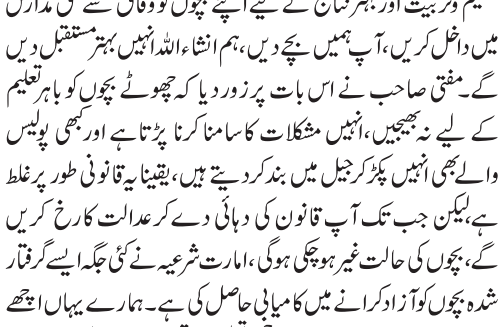 تعلیم وتربیت اور بہتر نشان کے لیے اپنے بچوں کو وفاق سے ملحق مدارس
میں داخل کریں، آپ ہمیں بچے دیں، ہم انشاءاللہ انہیں بہتر مستقبل دیں
گے۔ مفتی صاحب نے اس بات پر زور دیا کہ چھوٹے بچوں کو باہر تعلیم
کے لیے نہ بھیجیں، انہیں مشکلات کا سامنا کرنا پڑتا ہے اور کبھی پولیس
والے بھی انہیں پکڑ کر جیل میں بند کر دیتے ہیں، یقینا یہ قانونی طور پر غلط
ہے، لیکن جب تک آپ قانون کی دہائی دے کر عدالت کا رخ کریں
گے، بچوں کی حالت غیر ہو چکی ہوگی، امارت شرعیہ نے کئی جگہ ایسے گرفتار
شدہ بچوں کو آزاد کرانے میں کامیابی حاصل کی ہے۔ ہمارے یہاں اچھے